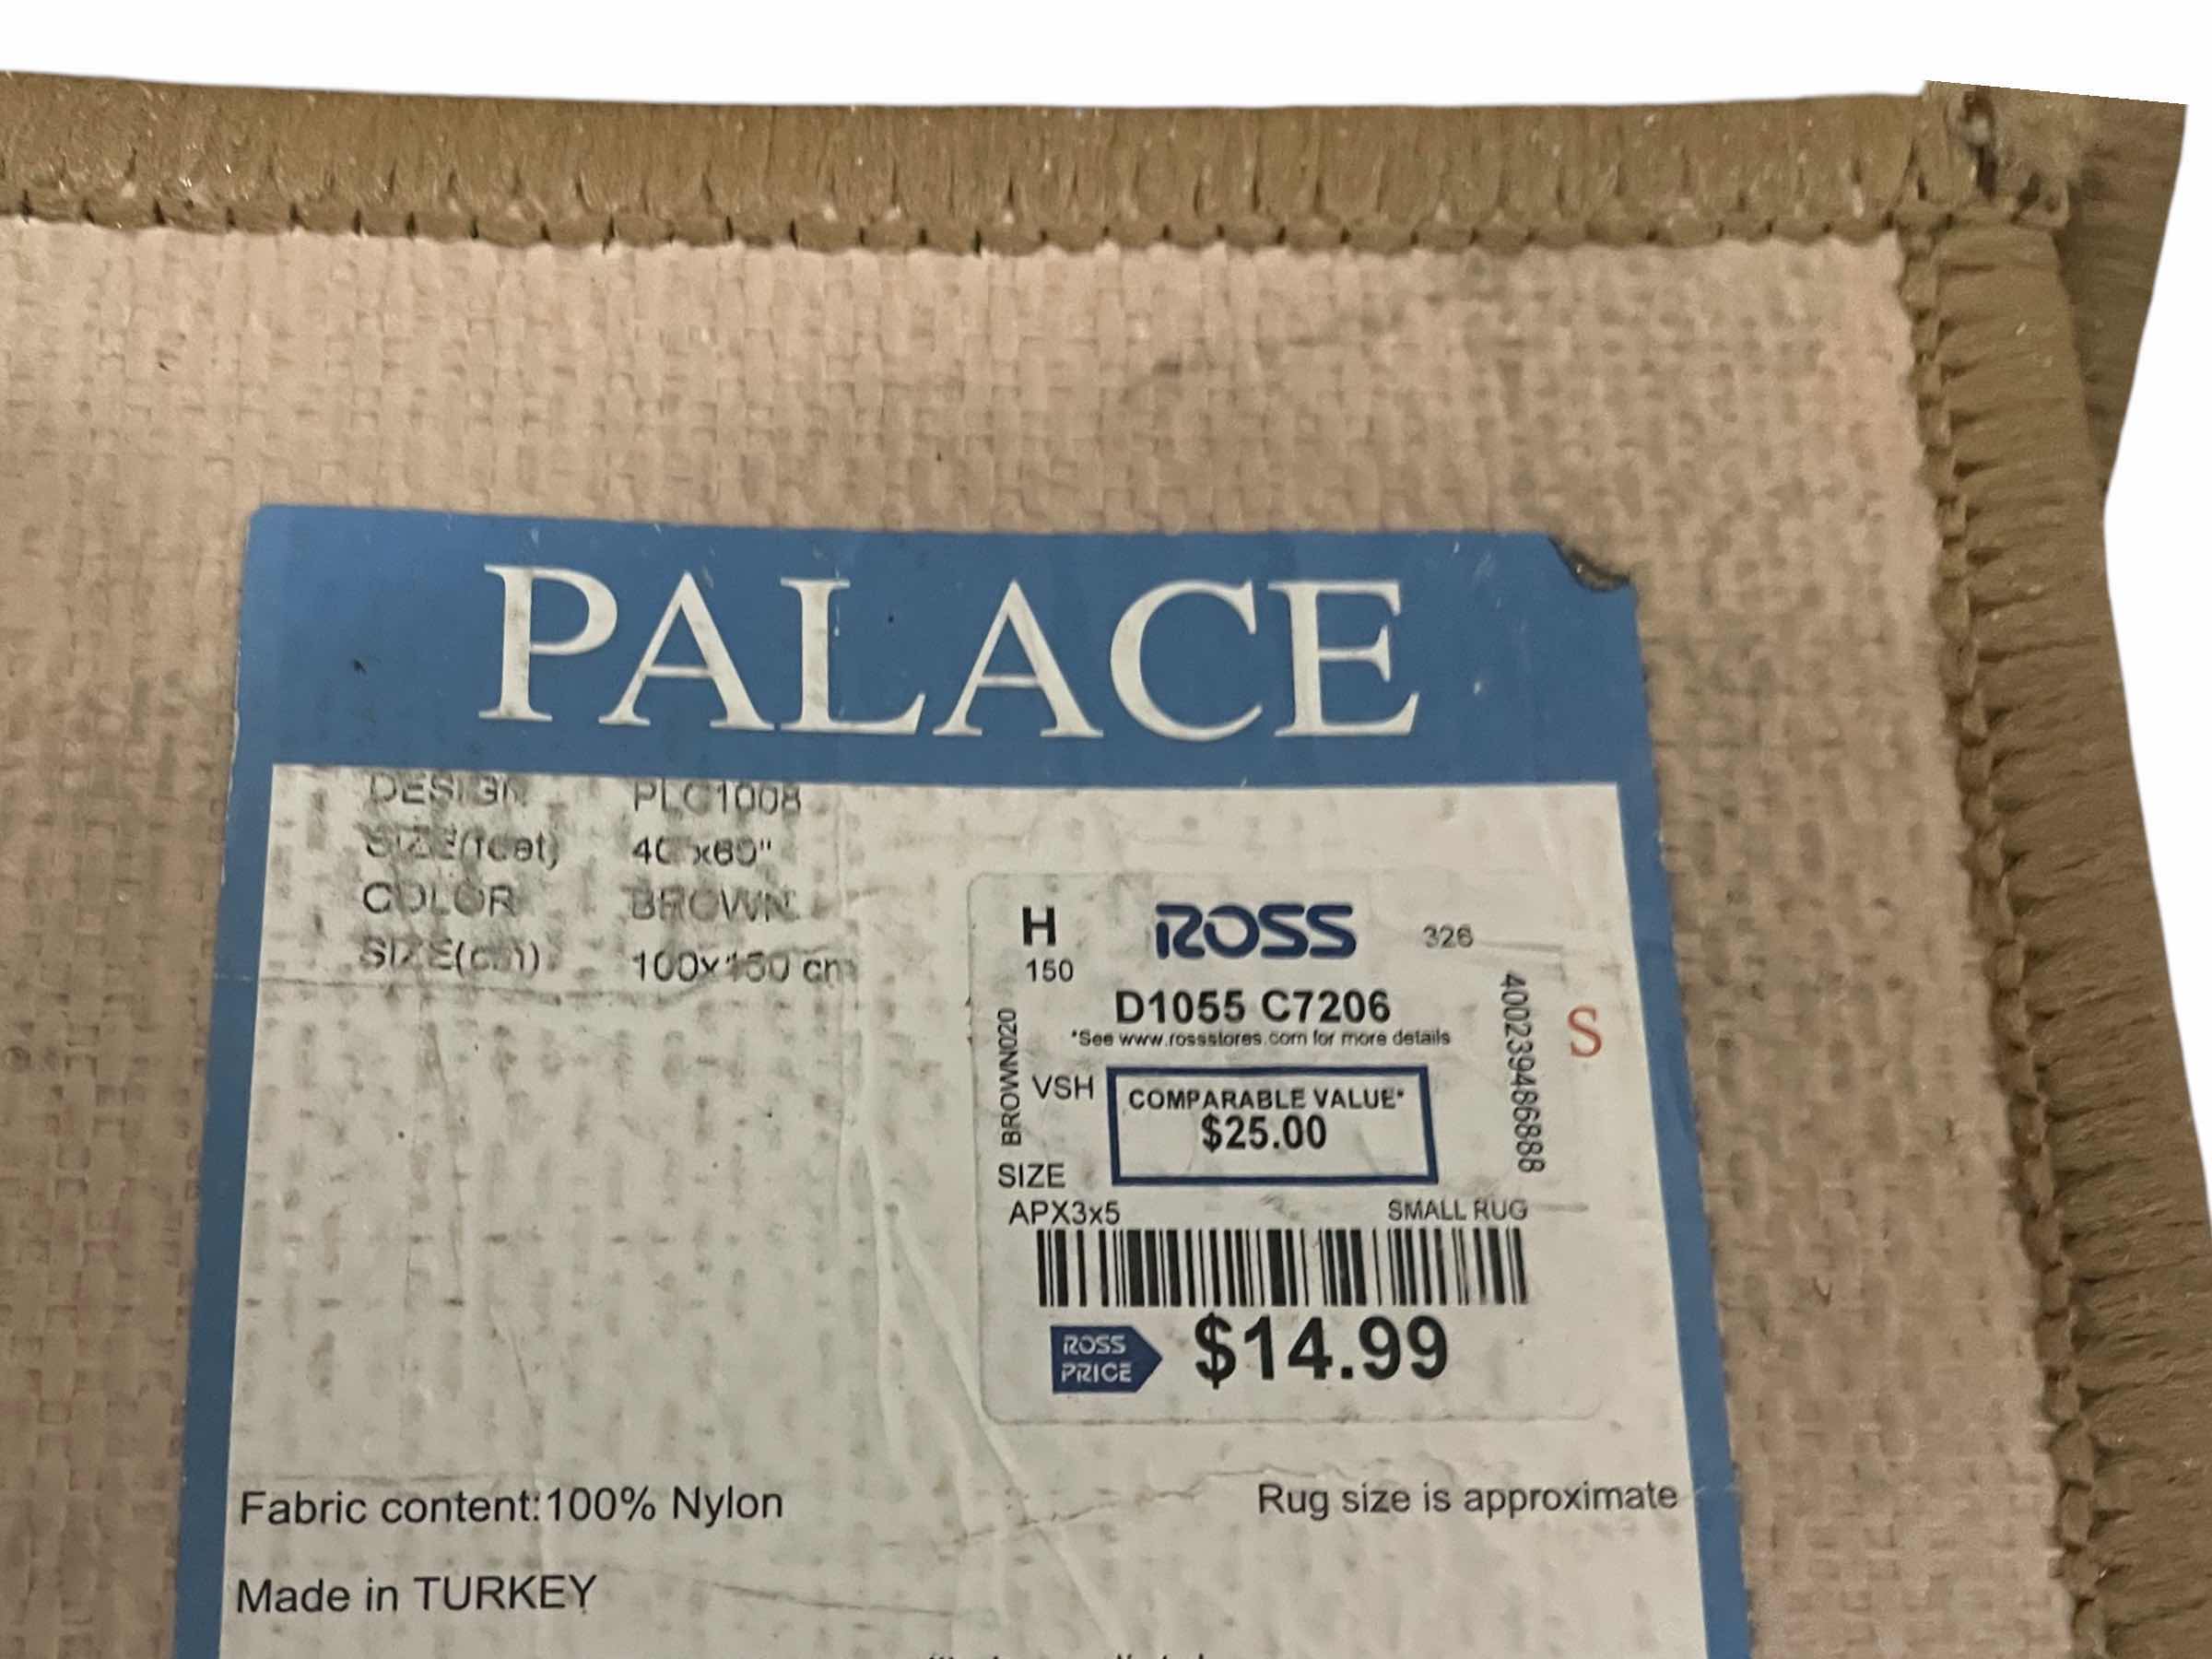 PALACE
DESIGN PLC1008
SIZE(feet) 40"x60"
COLOR BROWN
SIZE(cm) 100x150 cm
H ROSS 326
150
D1055 C7206
*See www.rossstores.com for more details
BROWN020
VSH
COMPARABLE VALUE*
$25.00
400239486888
S
SIZE
APX3x5 SMALL RUG
ROSS
PRICE
$14.99
Fabric content:100% Nylon
Rug size is approximate
Made in TURKEY